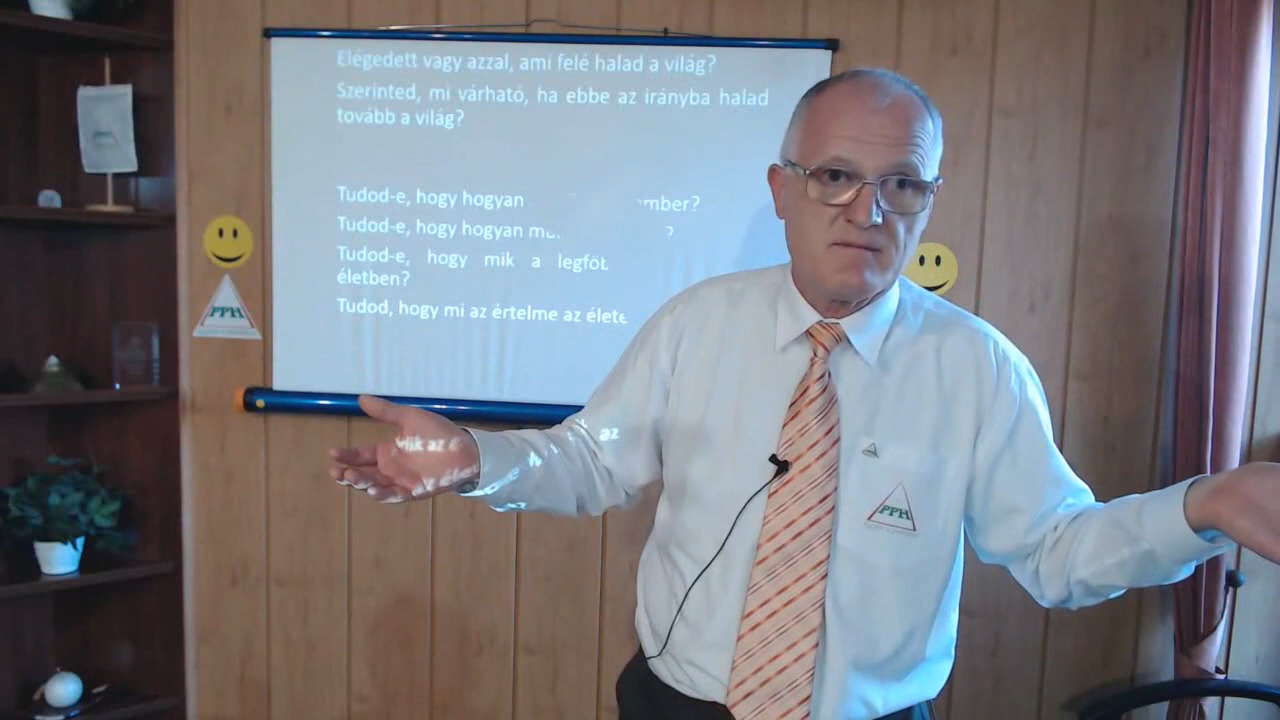 Elégedett vagy azzal, ami felé halad a világ?
Szerinted, mi várható, ha ebbe az irányba halad
tovább a világ?
Tudod-e, hogy hogyan
Tudod-e, hogy hogyan
Tudod-e, hogy mik a
életben?
Tudod, hogy mi az értelme az
az
PPH
PPH